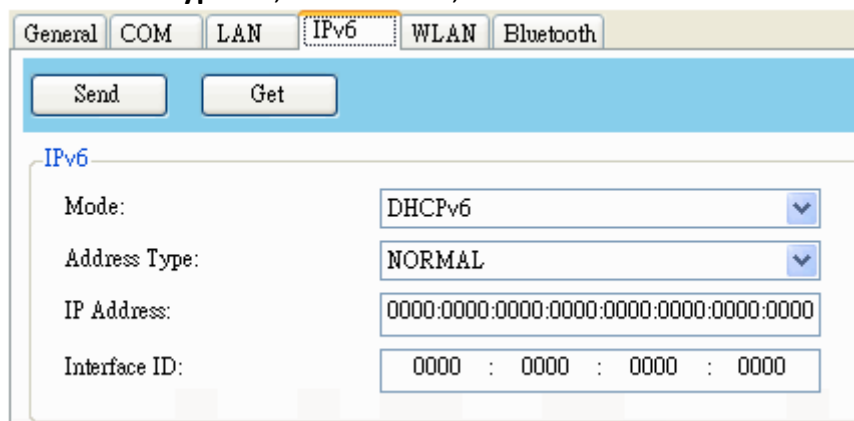 General COM LAN IPv6 WLAN Bluetooth
Send Get
IPv6
Mode: DHCPv6
Address Type: NORMAL
IP Address: 0000:0000:0000:0000:0000:0000:0000:0000
Interface ID: 0000 : 0000 : 0000 : 0000